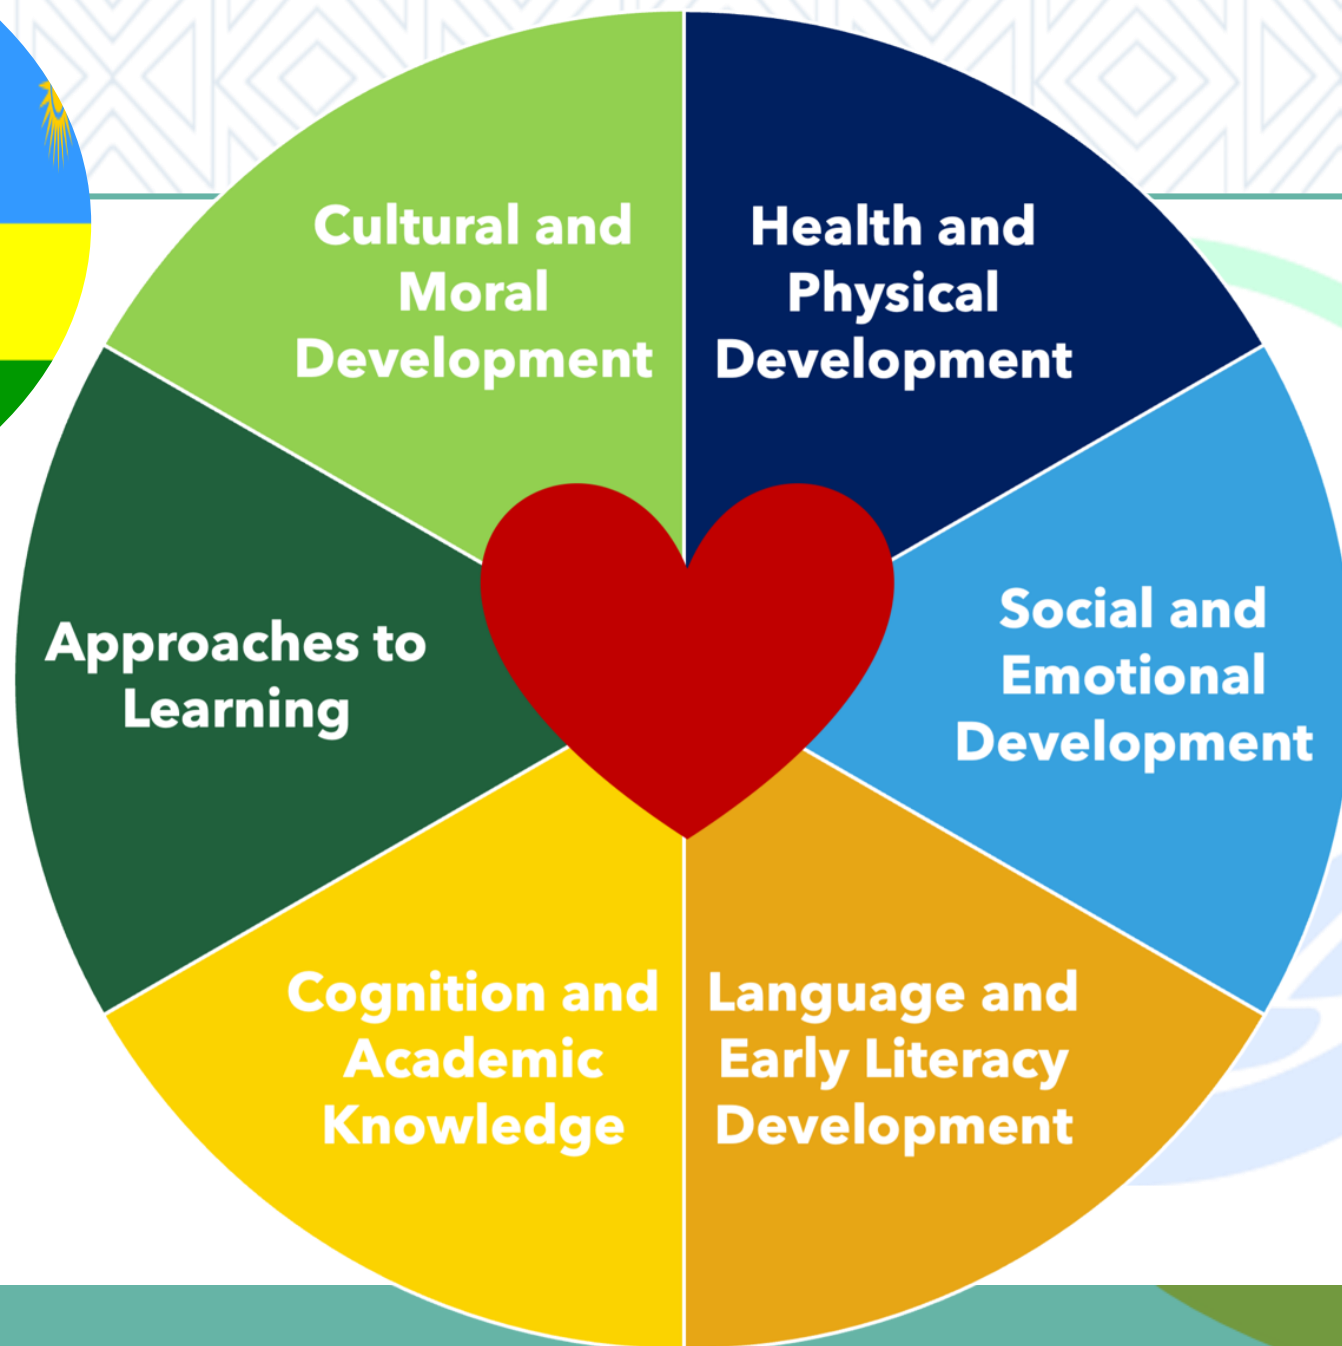 Cultural and
Moral
Development
Health and
Physical
Development
Approaches to
Learning
Social and
Emotional
Development
Cognition and
Academic
Knowledge
Language and
Early Literacy
Development